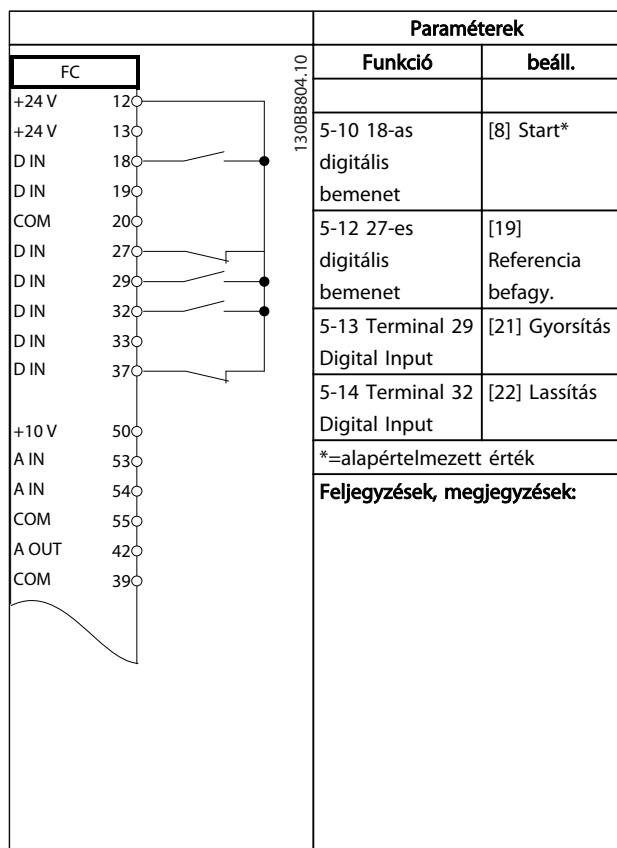 Paraméterek
Funkció beáll.
5-10 18-as [8] Start*
digitális
bemenet
5-12 27-es [19]
digitális Referencia
bemenet befagy.
5-13 Terminal 29 [21] Gyorsítás
Digital Input
5-14 Terminal 32 [22] Lassítás
Digital Input
*=alapértelmezett érték
Feljegyzések, megjegyzések:
FC
+24 V 12
+24 V 13
D IN 18
D IN 19
COM 20
D IN 27
D IN 29
D IN 32
D IN 33
D IN 37
+10 V 50
A IN 53
A IN 54
COM 55
A OUT 42
COM 39
130BB804.10